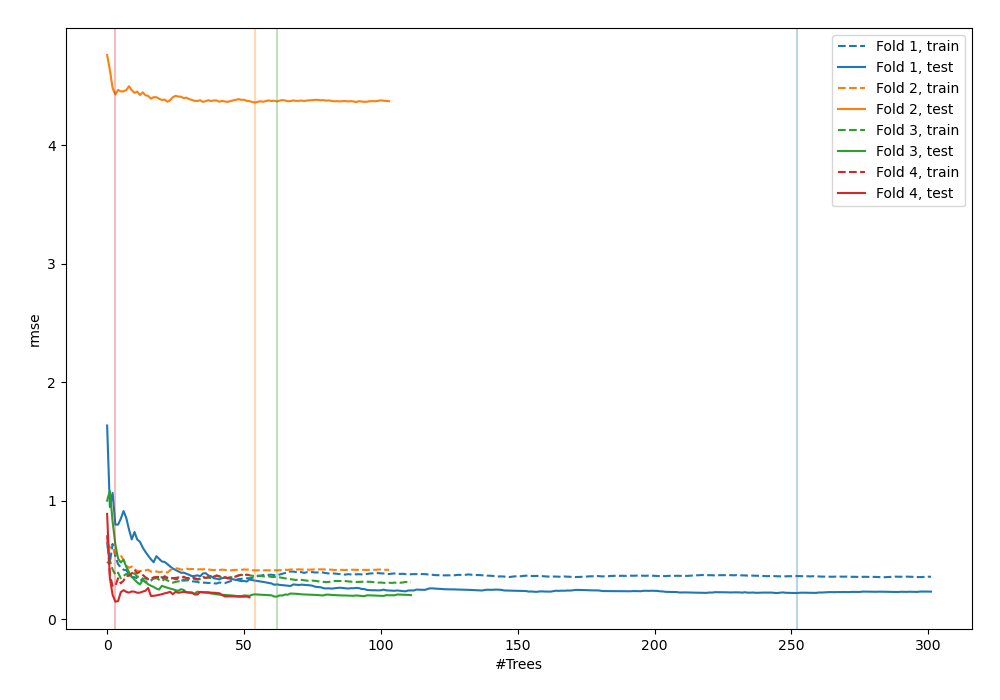 Fold 1, train
Fold 1, test
Fold 2, train
Fold 2, test
Fold 3, train
Fold 3, test
Fold 4, train
Fold 4, test
rmse
4
3
2
1
0
0 50 100 150 200 250 300
#Trees